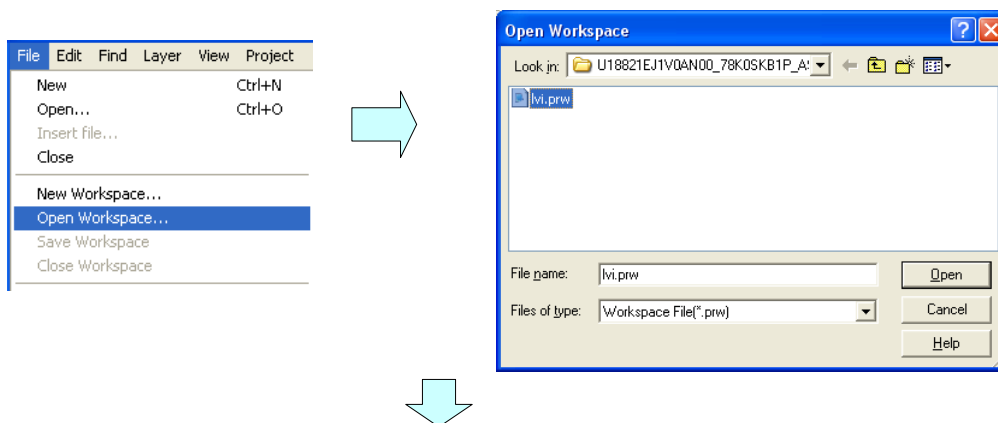 File Edit Find Layer View Project
New Ctrl+N
Open... Ctrl+O
Insert file...
Close
New Workspace...
Open Workspace...
Save Workspace
Close Workspace
Open Workspace
Look in: U18821EJ1V0AN00_78K0SKB1P_A
lvi.prw
File name: lvi.prw Open
Files of type: Workspace File(*.prw) Cancel
Help